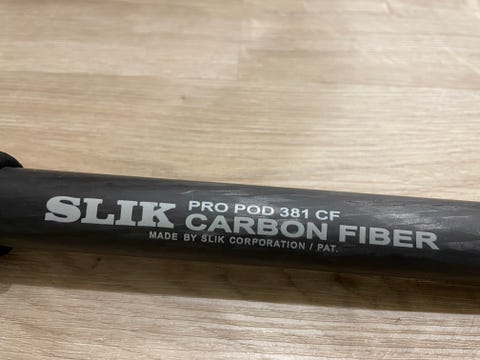 SLIK
PRO POD 381 CF
CARBON FIBER
MADE BY SLIK CORPORATION / PAT.